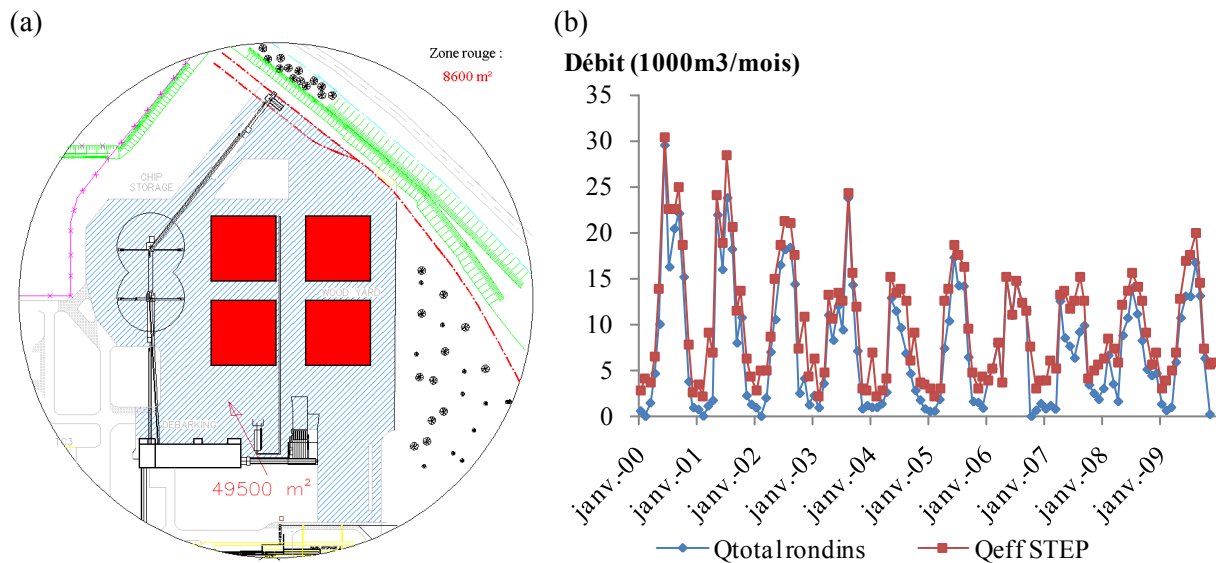 (a)
Zone rouge :
8600 m²
CHIP
STORAGE
WOOD YARD
DEBARKING
TC3
49500 m²
(b)
Débit (1000m3/mois)
35
30
25
20
15
10
5
0
janv.-00
janv.-01
janv.-02
janv.-03
janv.-04
janv.-05
janv.-06
janv.-07
janv.-08
janv.-09
Qtotal rondins
Qeff STEP